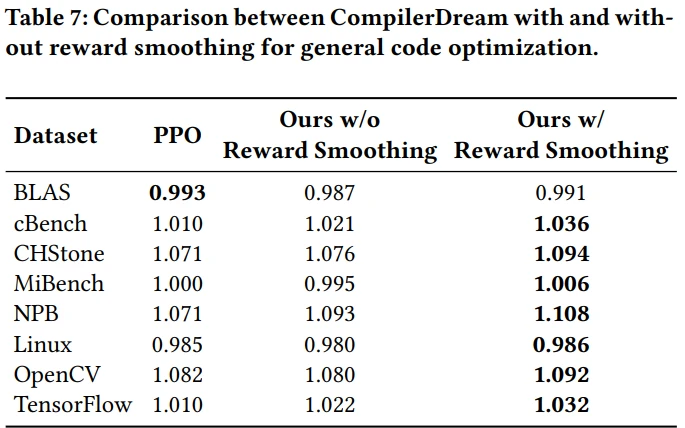 Table 7: Comparison between CompilerDream with and with-
out reward smoothing for general code optimization.
Dataset PPO Ours w/o Reward Smoothing Ours w/ Reward Smoothing
BLAS 0.993 0.987 0.991
cBench 1.010 1.021 1.036
CHStone 1.071 1.076 1.094
MiBench 1.000 0.995 1.006
NPB 1.071 1.093 1.108
Linux 0.985 0.980 0.986
OpenCV 1.082 1.080 1.092
TensorFlow 1.010 1.022 1.032